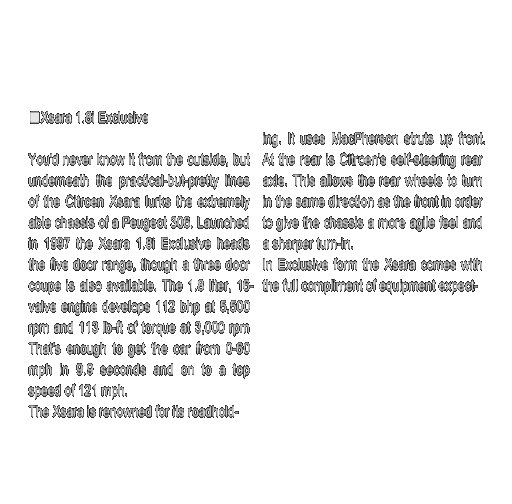 Xsara 1.8i Exclusive
You'd never know it from the outside, but
underneath the practical-but-pretty lines
of the Citroen Xsara lurks the extremely
able chassis of a Peugeot 306. Launched
in 1997 the Xsara 1.8i Exclusive heads
the five door range, though a three door
coupe is also available. The 1.8 liter, 16-
valve engine develops 112 bhp at 5,500
rpm and 113 lb-ft of torque at 3,000 rpm
That's enough to get the car from 0-60
mph in 9.9 seconds and on to a top
speed of 121 mph.
The Xsara is renowned for its roadhold-
ing. It uses MacPherson struts up front.
At the rear is Citroen's self-steering rear
axle. This allows the rear wheels to turn
in the same direction as the front in order
to give the chassis a more agile feel and
a sharper turn-in.
In Exclusive form the Xsara comes with
the full compliment of equipment expect-